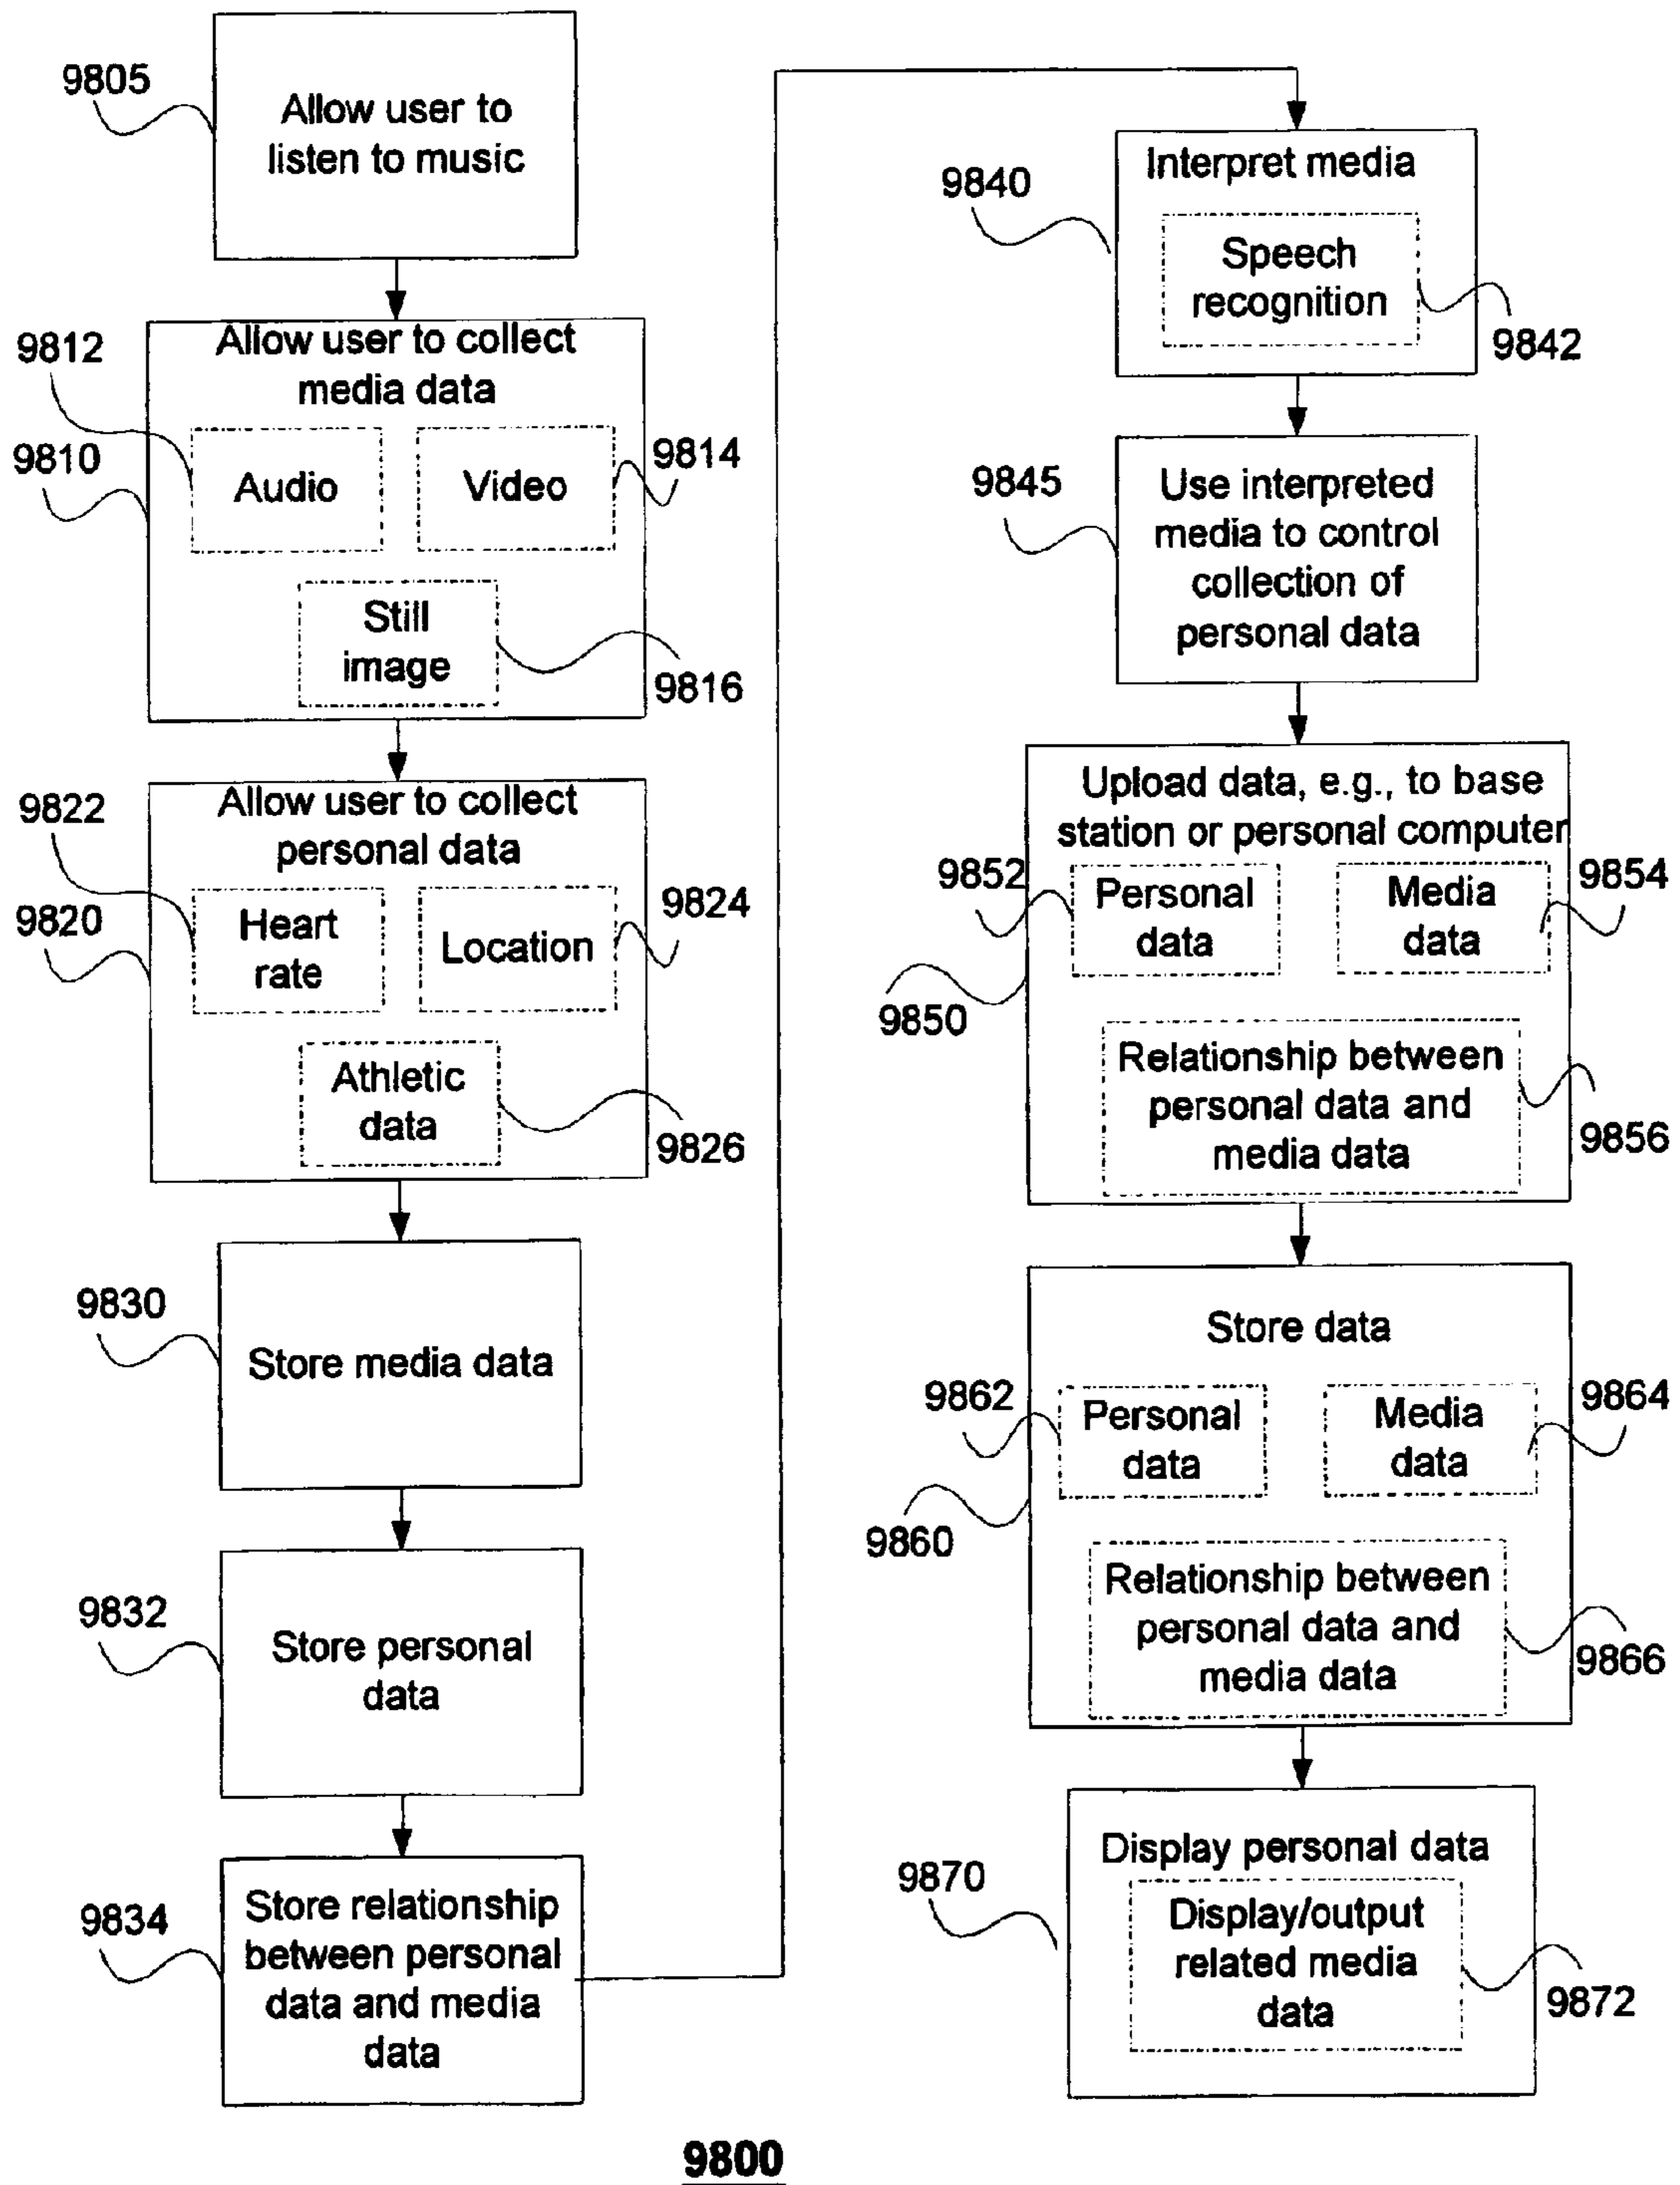 9805
Allow user to
listen to music
9812
9810
Allow user to collect
media data
Audio
Video
9814
Still
image
9816
9822
9820
Allow user to collect
personal data
Heart
rate
Location
9824
Athletic
data
9826
9830
Store media data
9832
Store personal
data
9834
Store relationship
between personal
data and media
data
9840
Interpret media
Speech
recognition
9842
9845
Use interpreted
media to control
collection of
personal data
Upload data, e.g., to base
station or personal computer
9852
Personal
data
Media
data
9854
9850
Relationship between
personal data and
media data
9856
Store data
9862
Personal
data
Media
data
9864
9860
Relationship between
personal data and
media data
9866
9870
Display personal data
Display/output
related media
data
9872
9800